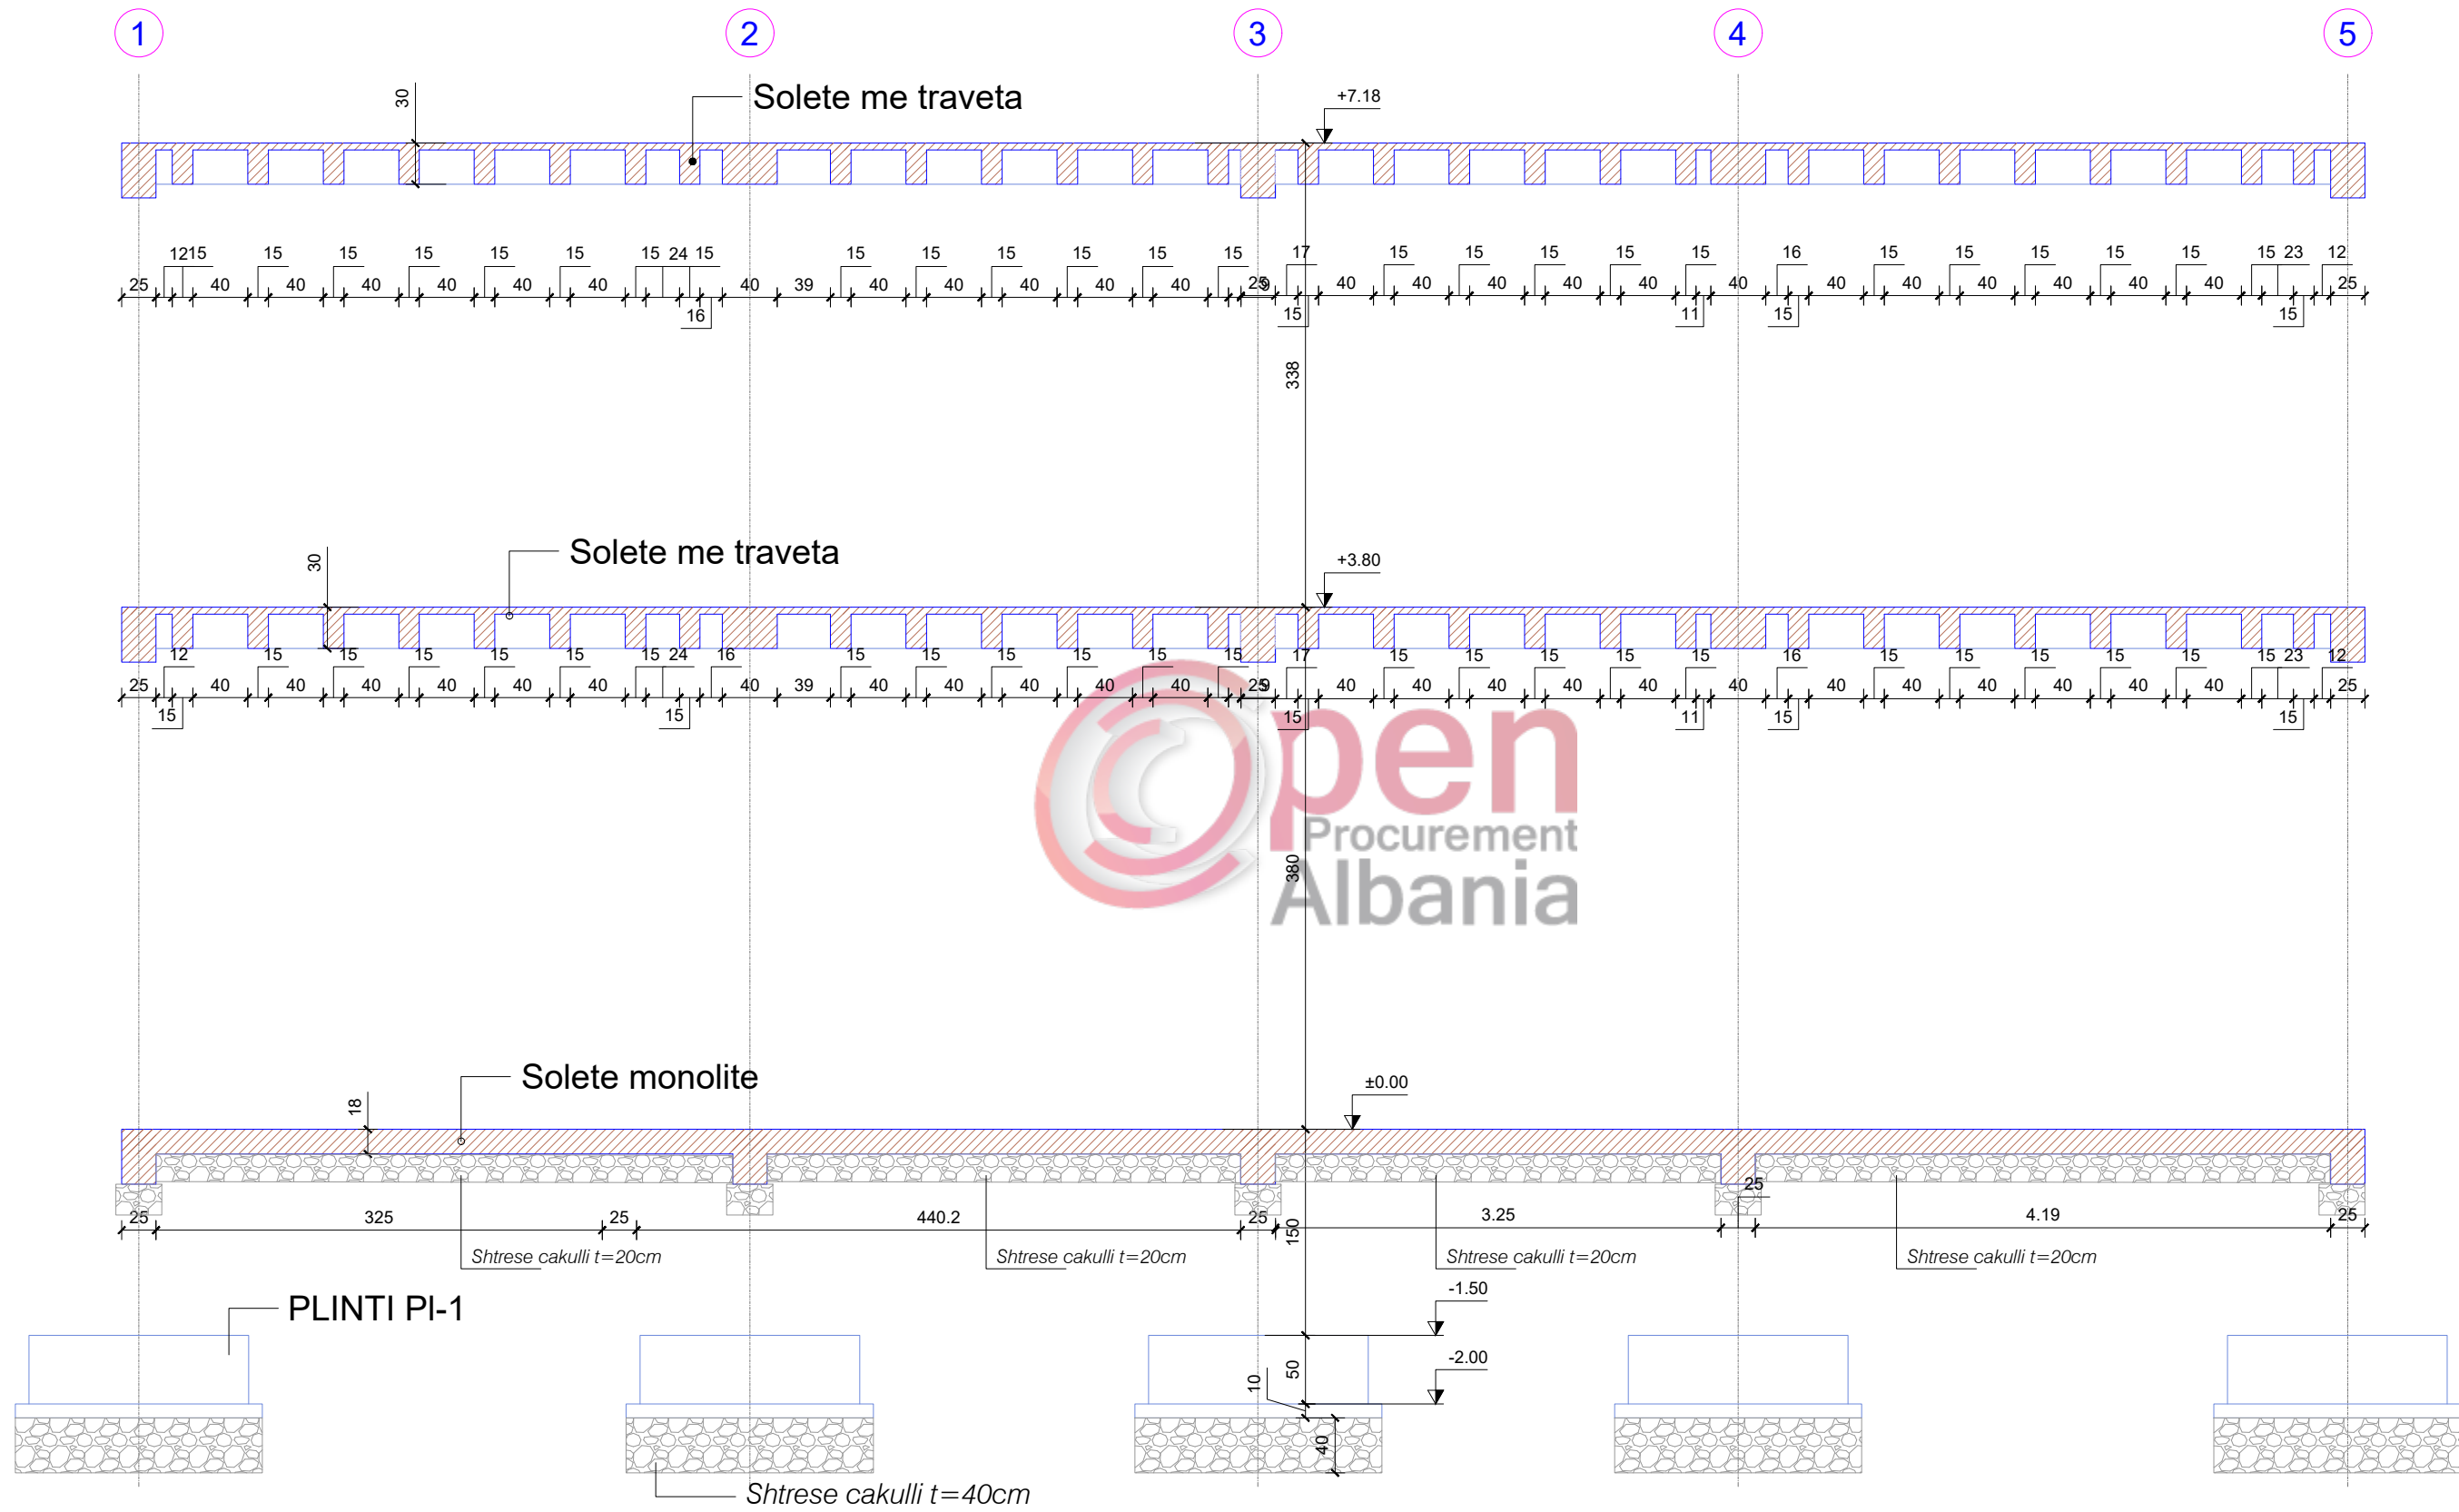 1 2 3 4 5
Solete me traveta
30
+7.18
12 15 15 15 15 15 15 15 24 15 15 15 15 15 15 15 17 15 15 15 15 15 16 15 15 15 15 15 15 23 12
25 40 40 40 40 40 40 40 39 40 40 40 40 40 25 9 40 40 40 40 40 40 40 40 40 40 40 40 25
16 15 11 15 15
338
Solete me traveta
30
+3.80
12 15 15 15 15 15 15 24 16 15 15 15 15 15 15 17 15 15 15 15 15 16 15 15 15 15 15 15 23 12
25 40 40 40 40 40 40 40 39 40 40 40 40 40 25 9 40 40 40 40 40 40 40 40 40 40 40 40 25
15 15 15 11 15 15
Open
Procurement
Albania
380
Solete monolite
18
±0.00
25
25 325 25 440.2 25 3.25 4.19 25
150
Shtrese cakulli t=20cm Shtrese cakulli t=20cm Shtrese cakulli t=20cm Shtrese cakulli t=20cm
PLINTI Pl-1
-1.50
50
-2.00
10
40
Shtrese cakulli t=40cm